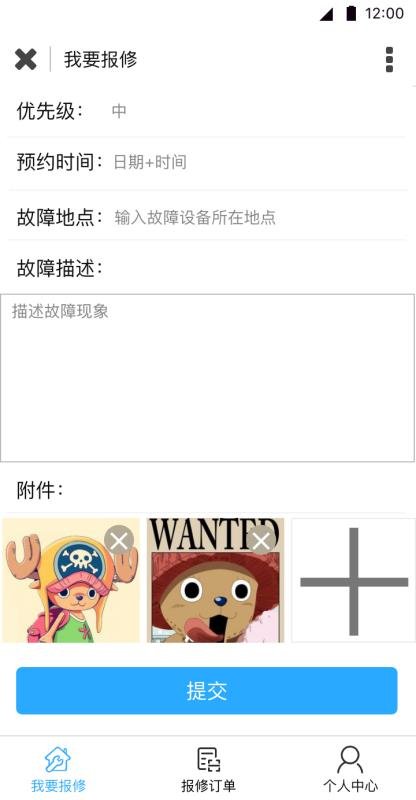 12:00
我要报修
优先级： 中
预约时间： 日期+时间
故障地点： 输入故障设备所在地点
故障描述：
描述故障现象
附件：
WANTED
提交
我要报修 报修订单 个人中心